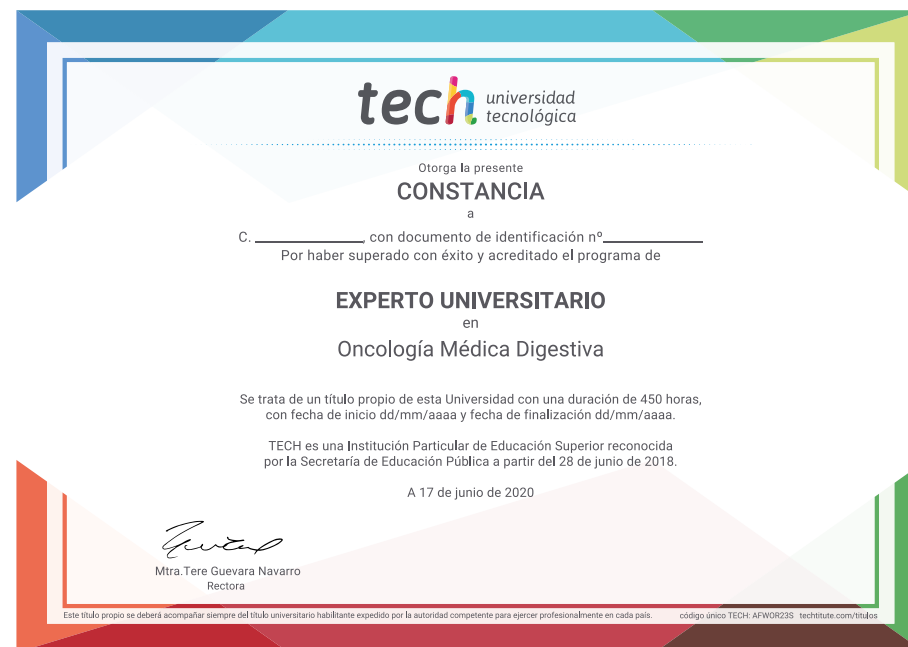 tech universidad
tecnológica
Otorga la presente
CONSTANCIA
a
C. ______________, con documento de identificación nº_____________
Por haber superado con éxito y acreditado el programa de
EXPERTO UNIVERSITARIO
en
Oncología Médica Digestiva
Se trata de un título propio de esta Universidad con una duración de 450 horas,
con fecha de inicio dd/mm/aaaa y fecha de finalización dd/mm/aaaa.
TECH es una Institución Particular de Educación Superior reconocida
por la Secretaría de Educación Pública a partir del 28 de junio de 2018.
A 17 de junio de 2020
Mtra.Tere Guevara Navarro
Rectora
Este título propio se deberá acompañar siempre del título universitario habilitante expedido por la autoridad competente para ejercer profesionalmente en cada país. código único TECH: AFWOR23S techtitute.com/titulos